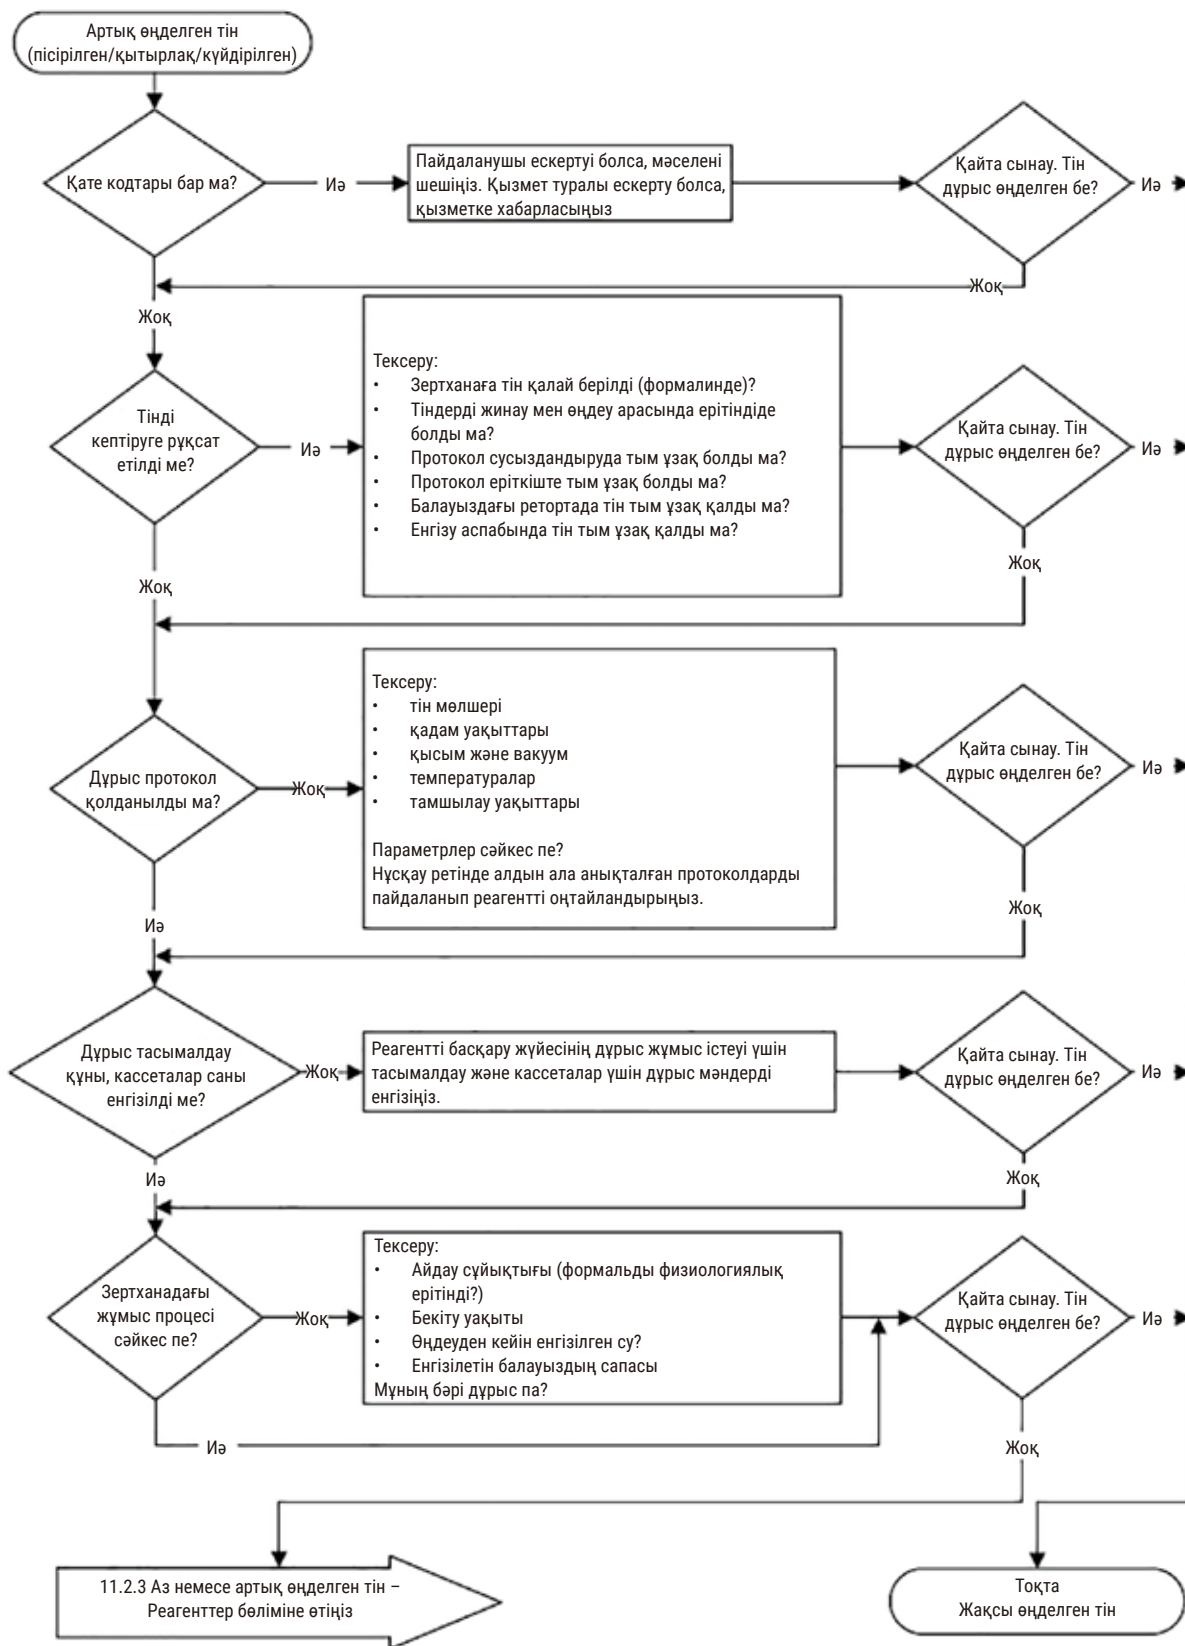 Артық өңделген тін
(пісірілген/қытырлақ/күйдірілген)
Қате кодтары бар ма?
Иә
Пайдаланушы ескертуі болса, мәселені
шешіңіз. Қызмет туралы ескерту болса,
қызметке хабарласыңыз
Қайта сынау. Тін
дұрыс өңделген бе?
Иә
Жоқ
Жоқ
Тінді
кептіруге рұқсат
етілді ме?
Иә
Тексеру:
• Зертханаға тін қалай берілді (формалинде)?
• Тіндерді жинау мен өңдеу арасында ерітіндіде
болды ма?
• Протокол сусыздандыруда тым ұзақ болды ма?
• Протокол еріткіште тым ұзақ болды ма?
• Балауыздағы ретортада тін тым ұзақ қалды ма?
• Енгізу аспабында тін тым ұзақ қалды ма?
Қайта сынау. Тін
дұрыс өңделген бе?
Иә
Жоқ
Жоқ
Дұрыс протокол
қолданылды ма?
Жоқ
Тексеру:
• тін мөлшері
• қадам уақыттары
• қысым және вакуум
• температуралар
• тамшылау уақыттары
Параметрлер сәйкес пе?
Нұсқау ретінде алдын ала анықталған протоколдарды
пайдаланып реагентті оңтайландырыңыз.
Қайта сынау. Тін
дұрыс өңделген бе?
Иә
Жоқ
Иә
Дұрыс тасымалдау
құны, кассеталар саны
енгізілді ме?
Жоқ
Реагентті басқару жүйесінің дұрыс жұмыс істеуі үшін
тасымалдау және кассеталар үшін дұрыс мәндерді
енгізіңіз.
Қайта сынау. Тін
дұрыс өңделген бе?
Иә
Жоқ
Иә
Зертханадағы
жұмыс процесі
сәйкес пе?
Жоқ
Тексеру:
• Айдау сұйықтығы (формальды физиологиялық
ерітінді?)
• Бекіту уақыты
• Өңдеуден кейін енгізілген су?
• Енгізілетін балауыздың сапасы
Мұның бәрі дұрыс па?
Қайта сынау. Тін
дұрыс өңделген бе?
Иә
Иә
Жоқ
11.2.3 Аз немесе артық өңделген тін –
Реагенттер бөліміне өтіңіз
Тоқта
Жақсы өңделген тін